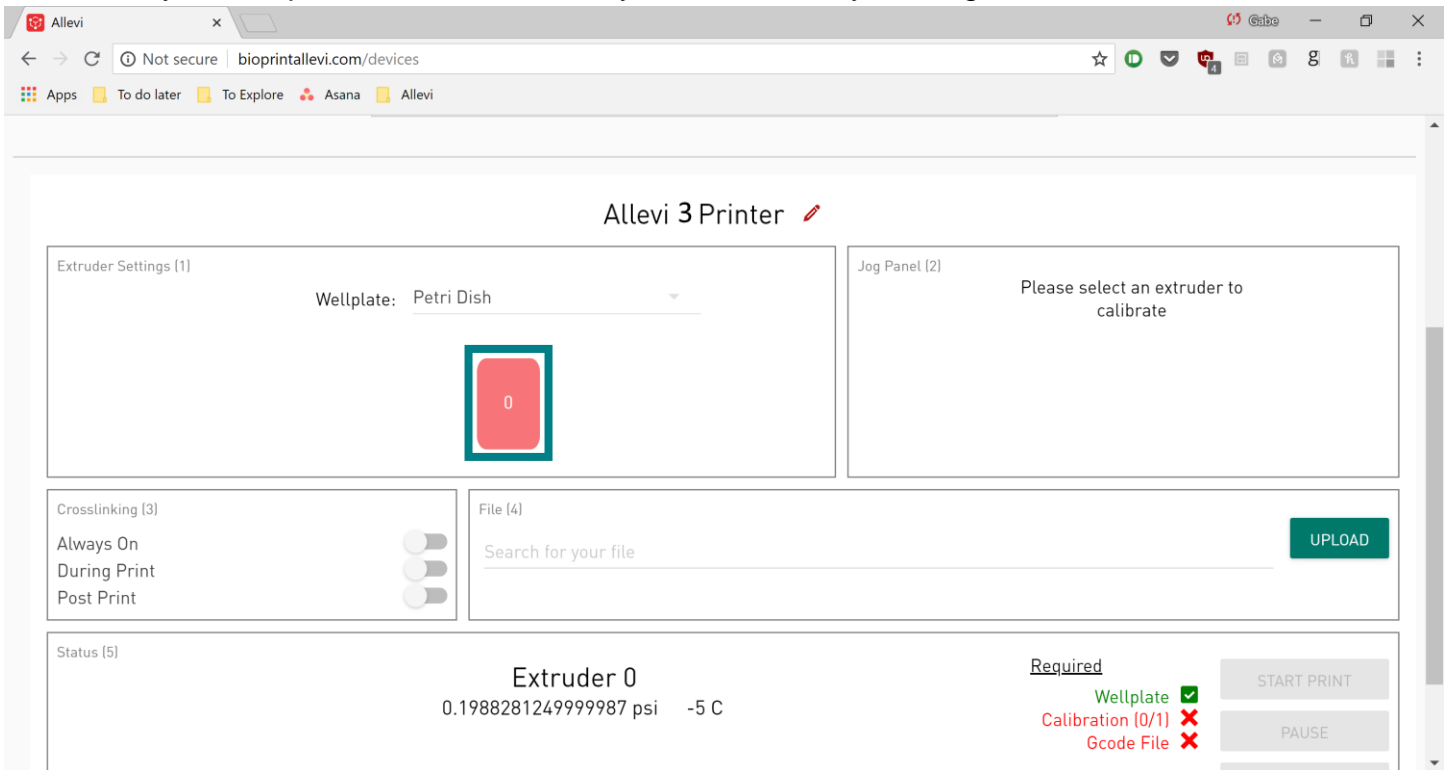 Allevi
Gabe
Not secure
bioprintallevi.com/devices
4
g
Apps
To do later
To Explore
Asana
Allevi
Allevi 3 Printer
Extruder Settings (1)
Wellplate: Petri Dish
0
Jog Panel (2)
Please select an extruder to
calibrate
Crosslinking (3)
Always On
During Print
Post Print
File (4)
Search for your file
UPLOAD
Status (5)
Extruder 0
0.1988281249999987 psi -5 C
Required
Wellplate
Calibration (0/1)
Gcode File
START PRINT
PAUSE